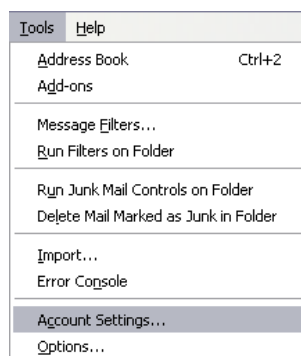 Tools Help
Address Book Ctrl+2
Add-ons
Message Filters...
Run Filters on Folder
Run Junk Mail Controls on Folder
Delete Mail Marked as Junk in Folder
Import...
Error Console
Account Settings...
Options...